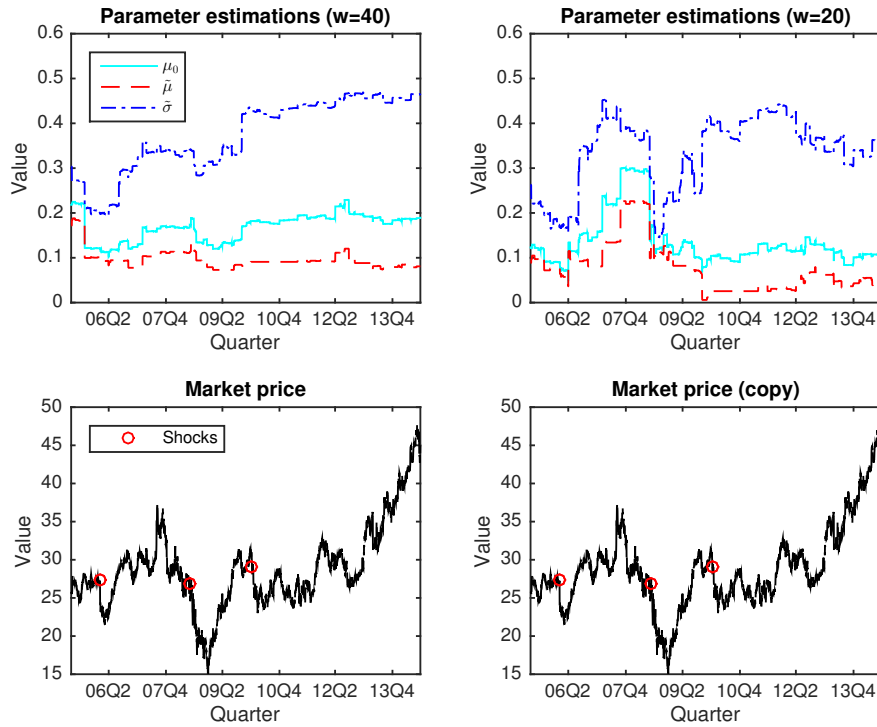 Parameter estimations (w=40)
0.6
0.5
0.4
0.3
0.2
0.1
0
Value
μ₀
μ̃
σ̃
06Q2 07Q4 09Q2 10Q4 12Q2 13Q4
Quarter
Parameter estimations (w=20)
0.6
0.5
0.4
0.3
0.2
0.1
0
Value
06Q2 07Q4 09Q2 10Q4 12Q2 13Q4
Quarter
Market price
50
45
40
35
30
25
20
15
Value
Shocks
06Q2 07Q4 09Q2 10Q4 12Q2 13Q4
Quarter
Market price (copy)
50
45
40
35
30
25
20
15
Value
06Q2 07Q4 09Q2 10Q4 12Q2 13Q4
Quarter